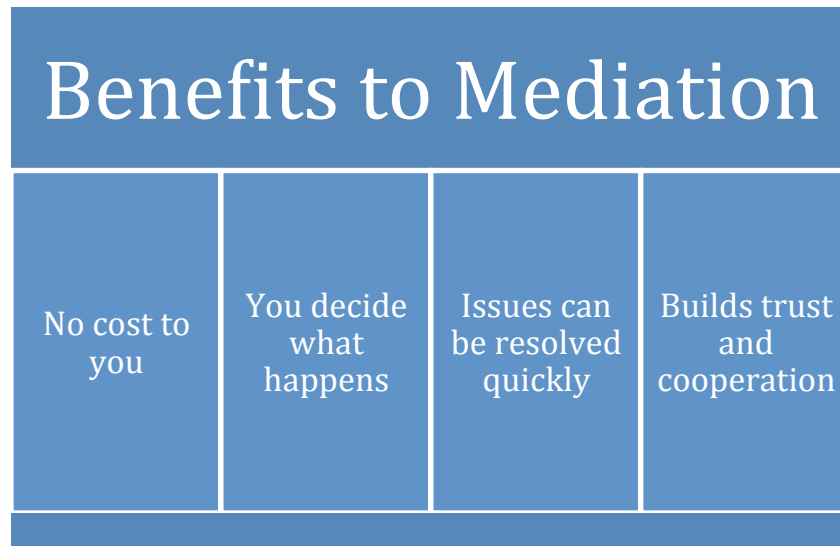 Benefits to Mediation
No cost to
you
You decide
what
happens
Issues can
be resolved
quickly
Builds trust
and
cooperation